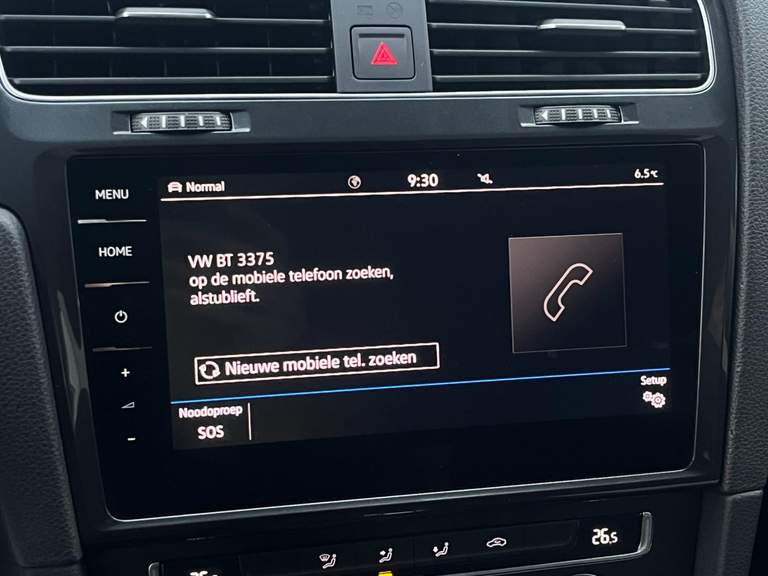 MENU
HOME
Normal
9:30
6.5°C
VW BT 3375
op de mobiele telefoon zoeken,
alstublieft.
Nieuwe mobiele tel. zoeken
Noodoproep
SOS
Setup
+
-
26.5